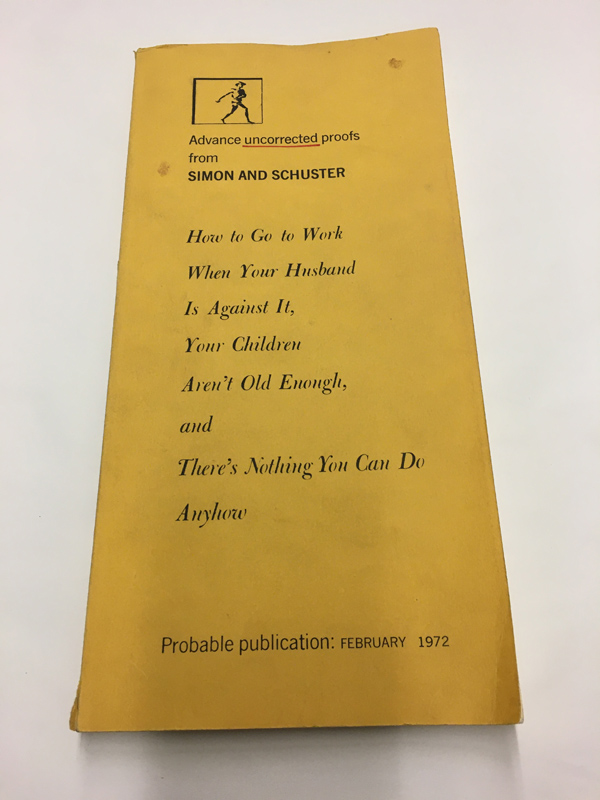 Advance uncorrected proofs
from
SIMON AND SCHUSTER
How to Go to Work
When Your Husband
Is Against It,
Your Children
Aren't Old Enough,
and
There's Nothing You Can Do
Anyhow
Probable publication: FEBRUARY 1972